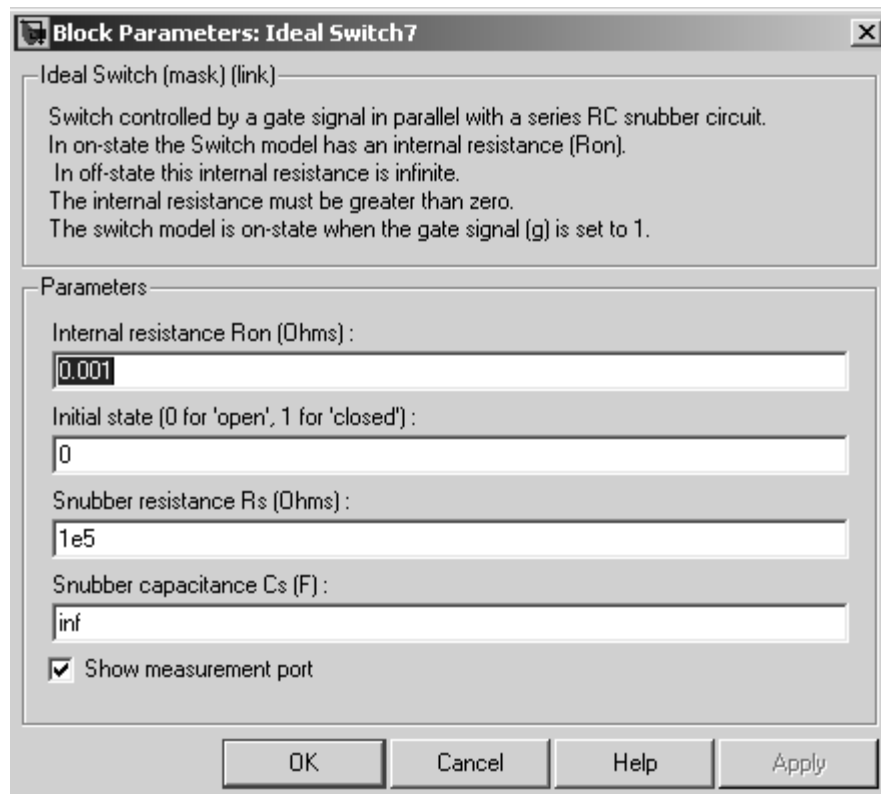 Block Parameters: Ideal Switch7
Ideal Switch (mask) (link)
Switch controlled by a gate signal in parallel with a series RC snubber circuit.
In on-state the Switch model has an internal resistance (Ron).
In off-state this internal resistance is infinite.
The internal resistance must be greater than zero.
The switch model is on-state when the gate signal (g) is set to 1.
Parameters
Internal resistance Ron (Ohms) :
0.001
Initial state (0 for 'open', 1 for 'closed') :
0
Snubber resistance Rs (Ohms) :
1e5
Snubber capacitance Cs (F) :
inf
Show measurement port
OK Cancel Help Apply